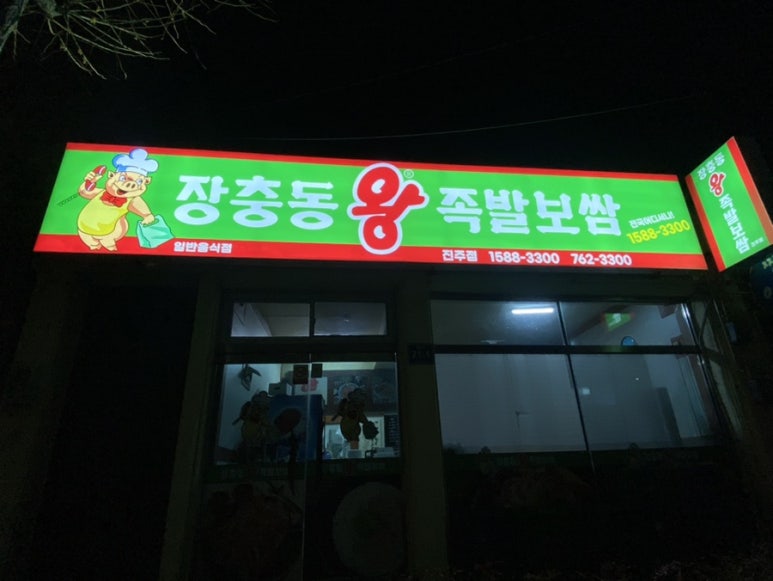 장충동 왕® 족발보쌈
전국어디서나!
1588-3300
일반음식점
진주점 1588-3300 762-3300
장충동 왕 족발보쌈